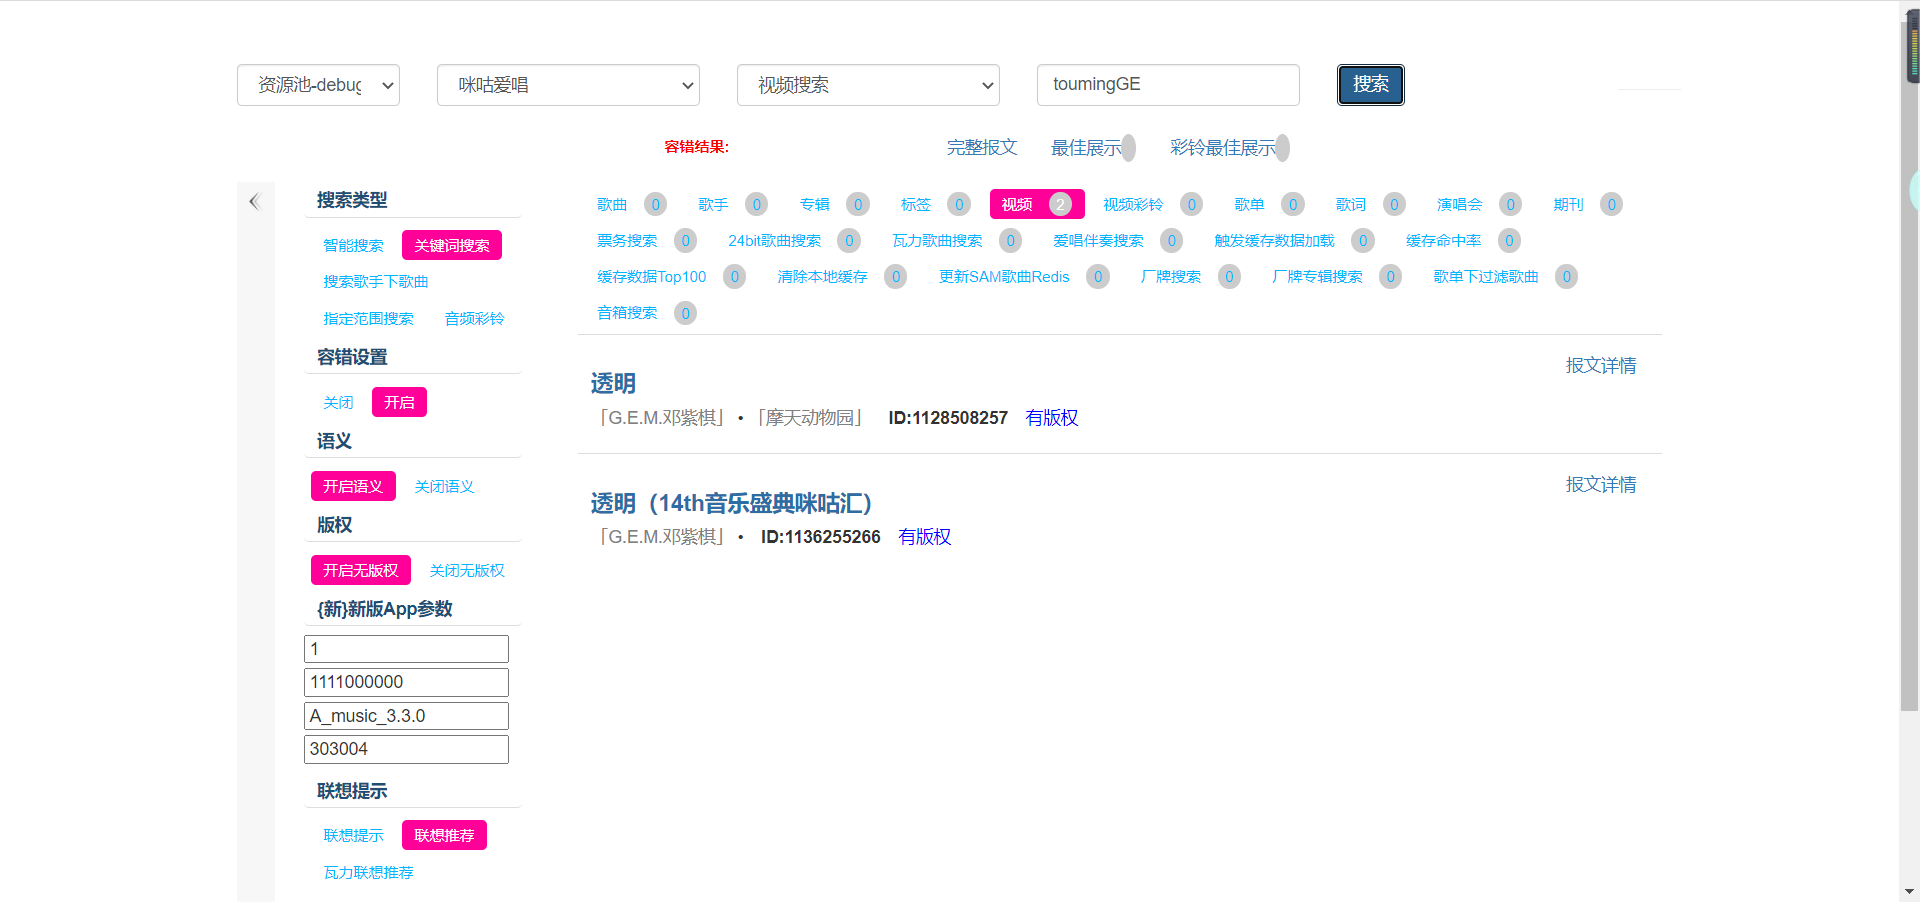 资源池-debug 咪咕爱唱 视频搜索 toumingGE 搜索
容错结果: 完整报文 最佳展示 彩铃最佳展示
搜索类型
智能搜索 关键词搜索
搜索歌手下歌曲
指定范围搜索 音频彩铃
容错设置
关闭 开启
语义
开启语义 关闭语义
版权
开启无版权 关闭无版权
{新}新版App参数
1
1111000000
A_music_3.3.0
303004
联想提示
联想提示 联想推荐
瓦力联想推荐
歌曲 0 歌手 0 专辑 0 标签 0 视频 2 视频彩铃 0 歌单 0 歌词 0 演唱会 0 期刊 0
票务搜索 0 24bit歌曲搜索 0 瓦力歌曲搜索 0 爱唱伴奏搜索 0 触发缓存数据加载 0 缓存命中率 0
缓存数据Top100 0 清除本地缓存 0 更新SAM歌曲Redis 0 厂牌搜索 0 厂牌专辑搜索 0 歌单下过滤歌曲 0
音箱搜索 0
报文详情
透明
「G.E.M.邓紫棋」 • 「摩天动物园」 ID:1128508257 有版权
报文详情
透明（14th音乐盛典咪咕汇）
「G.E.M.邓紫棋」 • ID:1136255266 有版权